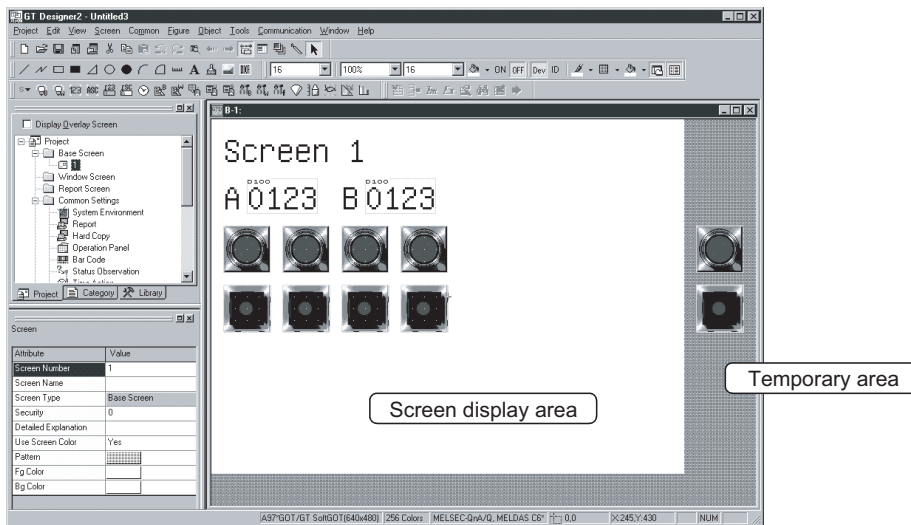 GT Designer2 - Untitled3
Project Edit View Screen Common Figure Object Tools Communication Window Help
16 100% 16 ON OFF Dev ID
123 ASC
Display Overlay Screen
Project
Base Screen
1
Window Screen
Report Screen
Common Settings
System Environment
Report
Hard Copy
Operation Panel
Bar Code
Status Observation
Time Action
Project Category Library
Screen
Attribute Value
Screen Number 1
Screen Name
Screen Type Base Screen
Security 0
Detailed Explanation
Use Screen Color Yes
Pattern
Fg Color
Bg Color
B-1:
Screen 1
D100 D100
A 0123 B 0123
Screen display area
Temporary area
A97*GOT/GT SoftGOT(640x480) 256 Colors MELSEC-QnA/Q, MELDAS C6* 0,0 X:245,Y:430 NUM